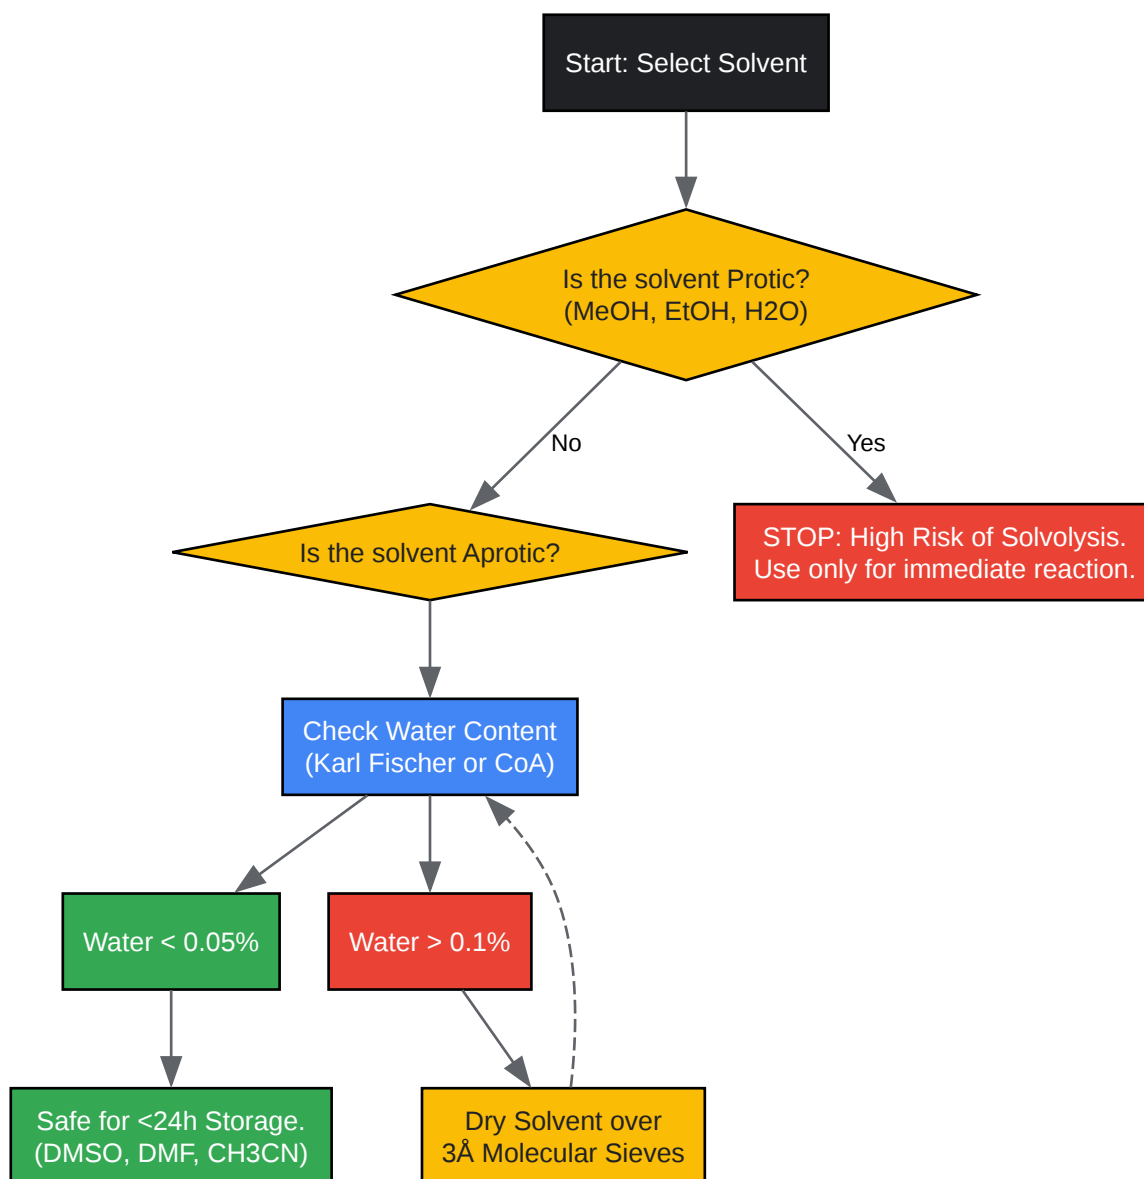 Start: Select Solvent
Is the solvent Protic?
(MeOH, EtOH, H2O)
No
Yes
Is the solvent Aprotic?
STOP: High Risk of Solvolysis.
Use only for immediate reaction.
Check Water Content
(Karl Fischer or CoA)
Water < 0.05%
Water > 0.1%
Safe for <24h Storage.
(DMSO, DMF, CH3CN)
Dry Solvent over
3Å Molecular Sieves